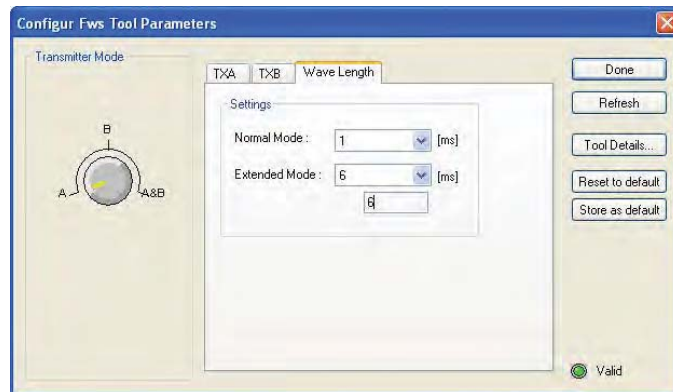 Configur Fws Tool Parameters
Transmitter Mode
B
A
A&B
TXA TXB Wave Length
Settings
Normal Mode : 1 [ms]
Extended Mode : 6 [ms]
6
Done
Refresh
Tool Details...
Reset to default
Store as default
Valid